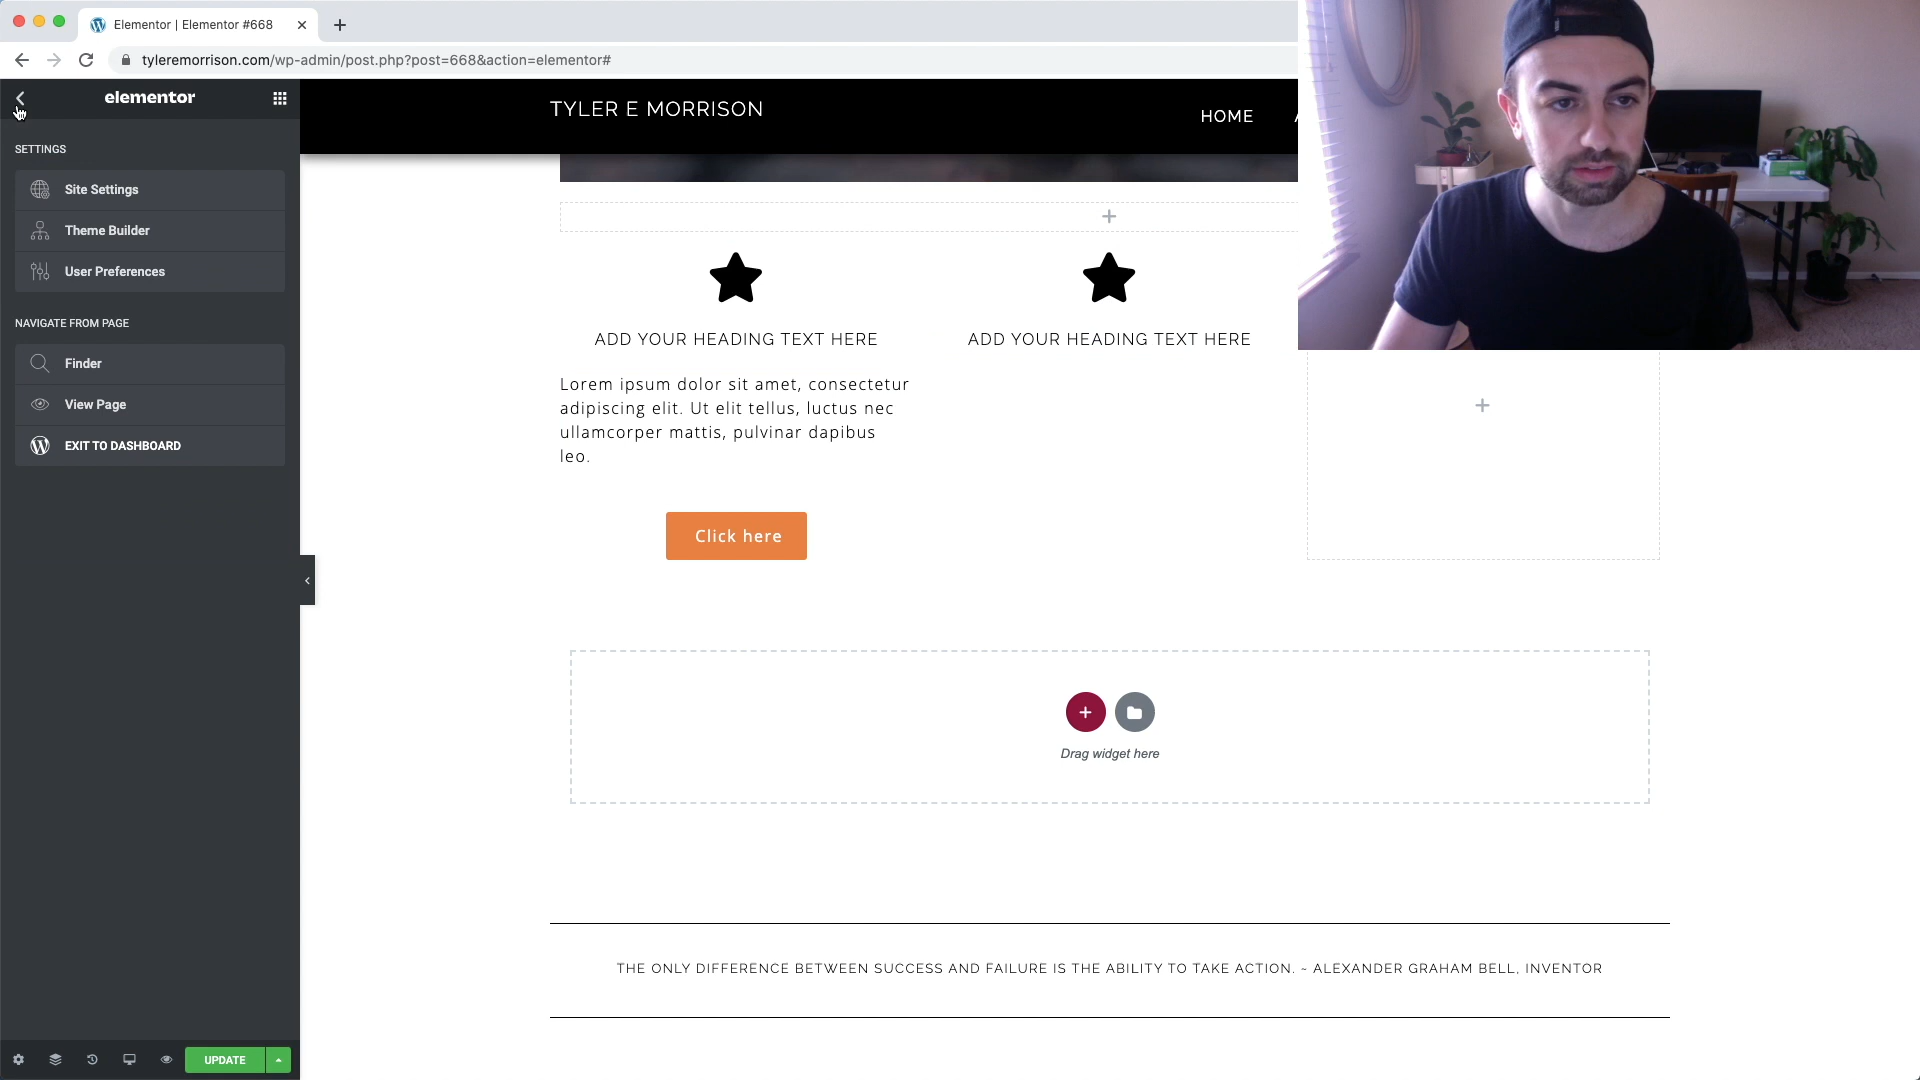 Elementor | Elementor #668
tyleremorrison.com/wp-admin/post.php?post=668&action=elementor#
elementor
SETTINGS
Site Settings
Theme Builder
User Preferences
NAVIGATE FROM PAGE
Finder
View Page
EXIT TO DASHBOARD
UPDATE
TYLER E MORRISON
HOME
ADD YOUR HEADING TEXT HERE
ADD YOUR HEADING TEXT HERE
Lorem ipsum dolor sit amet, consectetur
adipiscing elit. Ut elit tellus, luctus nec
ullamcorper mattis, pulvinar dapibus
leo.
Click here
Drag widget here
THE ONLY DIFFERENCE BETWEEN SUCCESS AND FAILURE IS THE ABILITY TO TAKE ACTION. ~ ALEXANDER GRAHAM BELL, INVENTOR